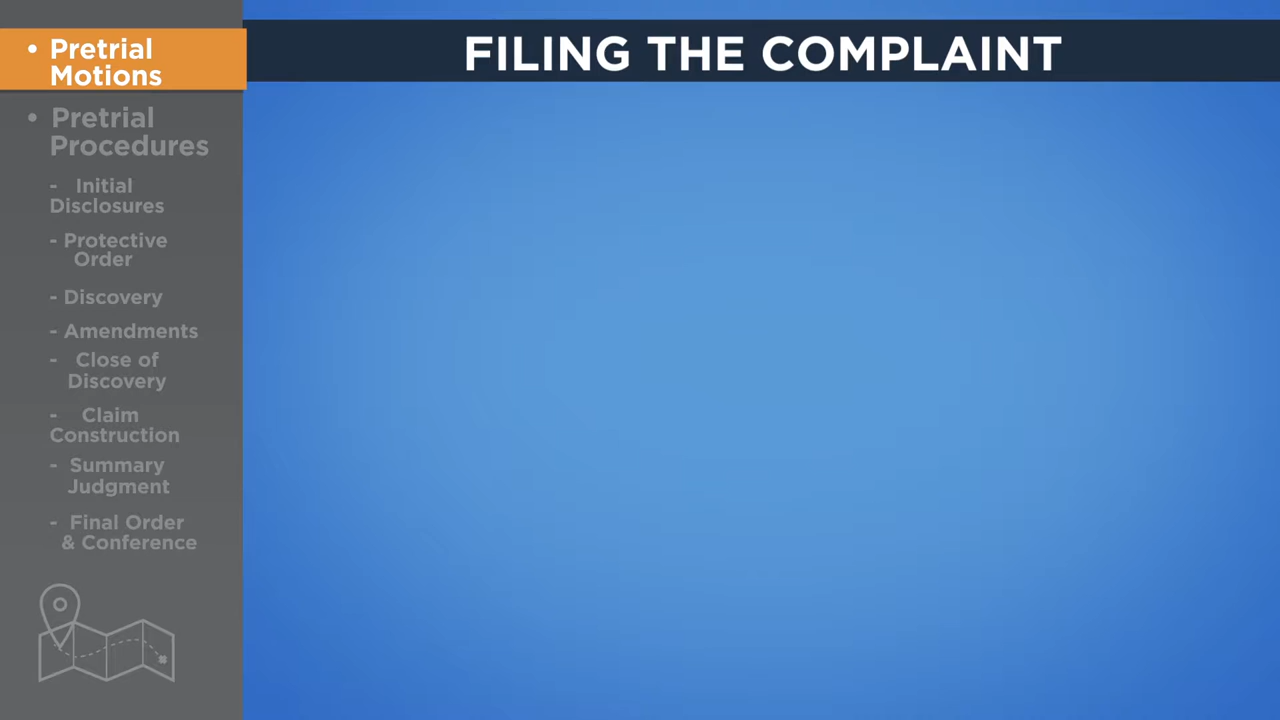 • Pretrial
Motions
FILING THE COMPLAINT
• Pretrial
Procedures
- Initial
Disclosures
- Protective
Order
- Discovery
- Amendments
- Close of
Discovery
- Claim
Construction
- Summary
Judgment
- Final Order
& Conference